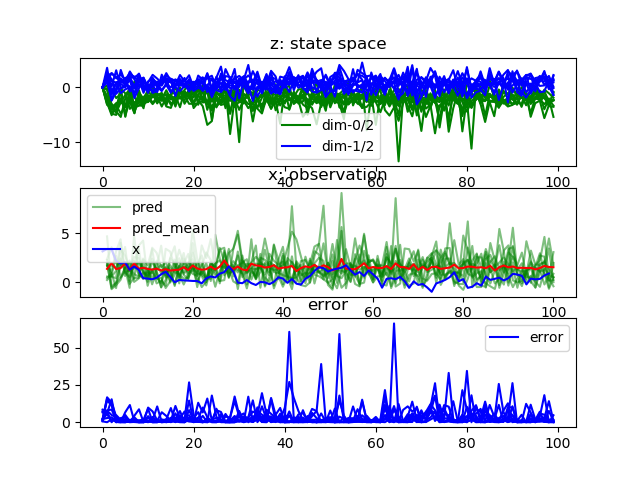 z: state space
0
−10
dim-0/2
dim-1/2
0 20 40 60 80 100
x: observation
5
0
pred
pred_mean
x
0 20 40 60 80 100
error
50
25
0
error
0 20 40 60 80 100